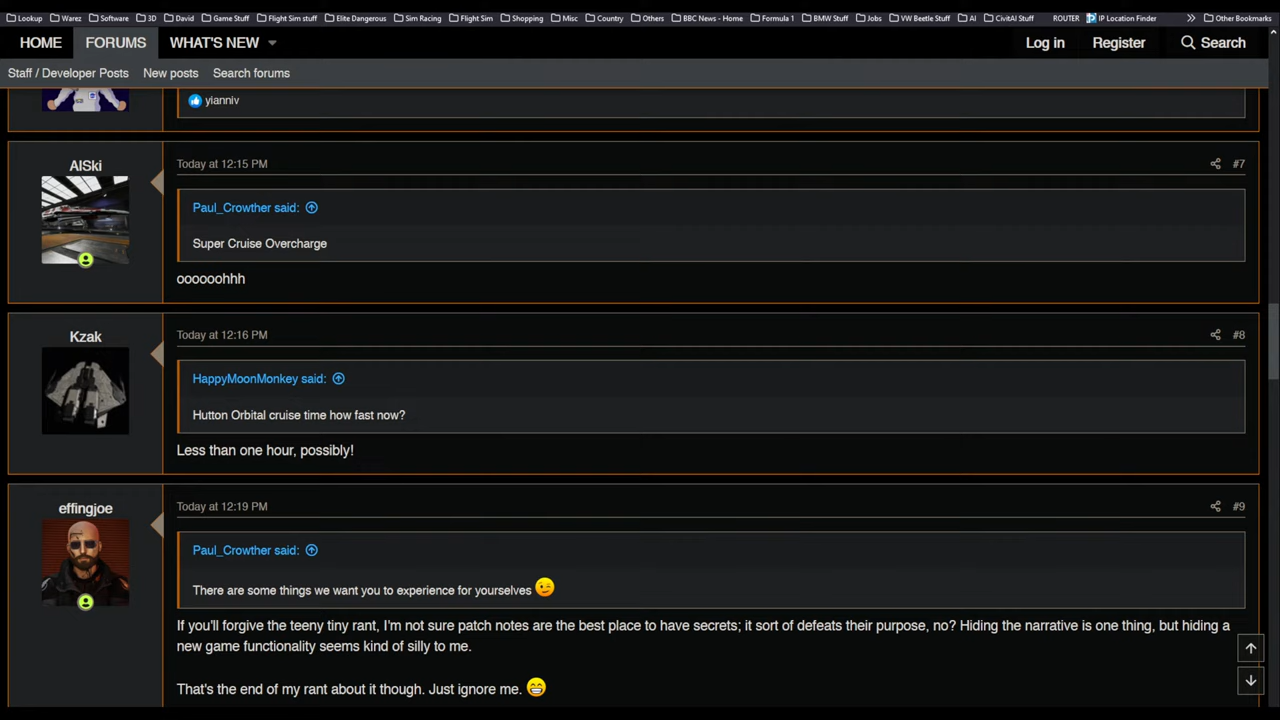 Lookup Warez Software 3D David Game Stuff Flight Sim stuff Elite Dangerous Sim Racing Flight Sim Shopping Misc Country Others BBC News - Home Formula 1 BMW Stuff Jobs VW Beetle Stuff AI CivitAI Stuff ROUTER IP Location Finder Other Bookmarks
HOME FORUMS WHAT'S NEW Log in Register Search
Staff / Developer Posts New posts Search forums
yianniv
AlSki
Today at 12:15 PM #7
Paul_Crowther said:
Super Cruise Overcharge
oooooohhh
Kzak
Today at 12:16 PM #8
HappyMoonMonkey said:
Hutton Orbital cruise time how fast now?
Less than one hour, possibly!
effingjoe
Today at 12:19 PM #9
Paul_Crowther said:
There are some things we want you to experience for yourselves
If you'll forgive the teeny tiny rant, I'm not sure patch notes are the best place to have secrets; it sort of defeats their purpose, no? Hiding the narrative is one thing, but hiding a
new game functionality seems kind of silly to me.
That's the end of my rant about it though. Just ignore me.